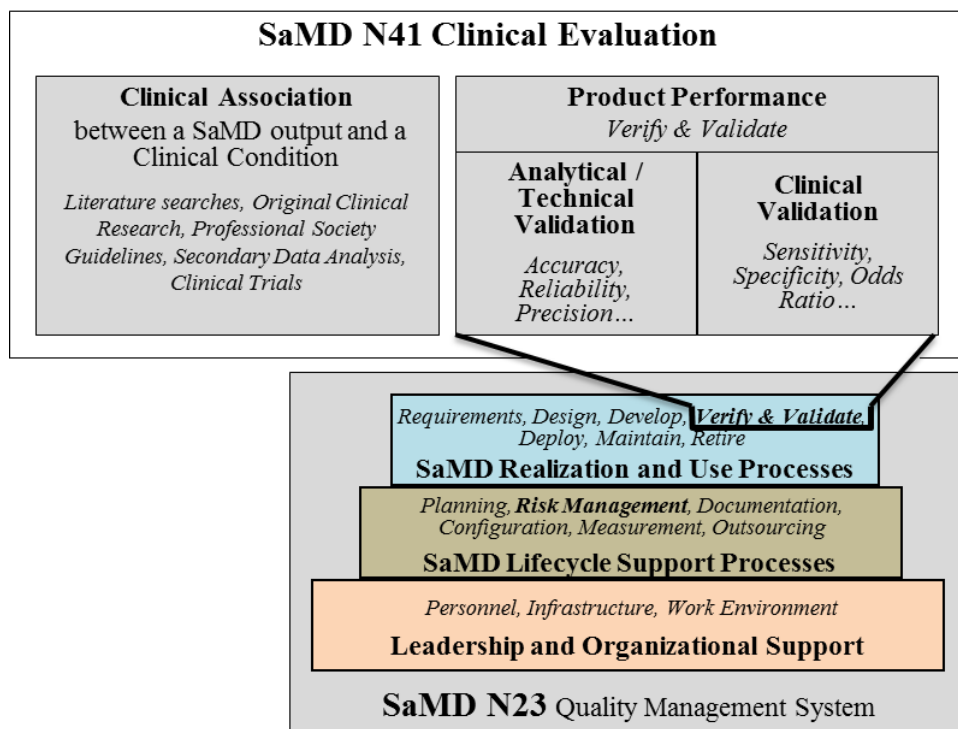 SaMD N41 Clinical Evaluation
Clinical Association
between a SaMD output and a
Clinical Condition
Literature searches, Original Clinical
Research, Professional Society
Guidelines, Secondary Data Analysis,
Clinical Trials
Product Performance
Verify & Validate
Analytical /
Technical
Validation
Accuracy,
Reliability,
Precision…
Clinical
Validation
Sensitivity,
Specificity, Odds
Ratio…
Requirements, Design, Develop, Verify & Validate,
Deploy, Maintain, Retire
SaMD Realization and Use Processes
Planning, Risk Management, Documentation,
Configuration, Measurement, Outsourcing
SaMD Lifecycle Support Processes
Personnel, Infrastructure, Work Environment
Leadership and Organizational Support
SaMD N23 Quality Management System